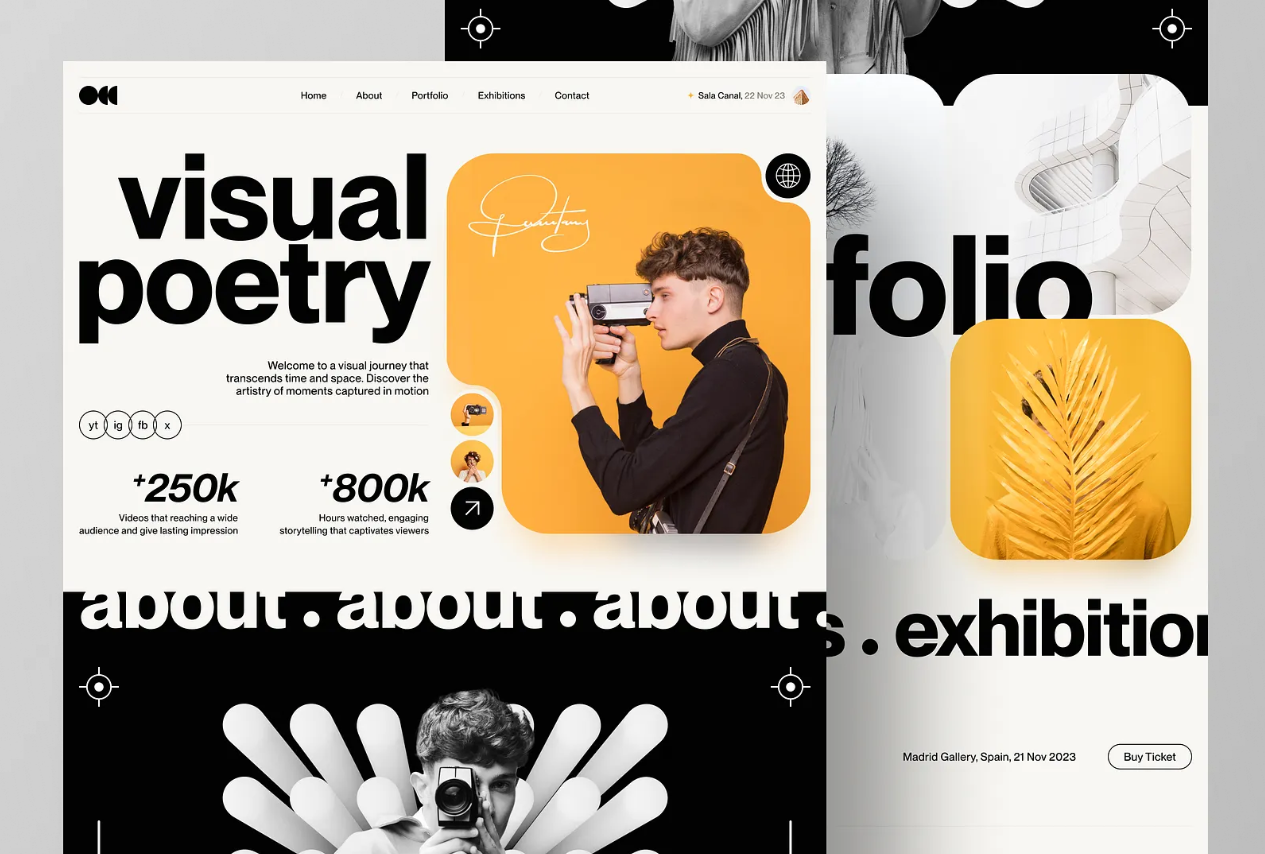 Home
About
Portfolio
Exhibitions
Contact
Sala Canal, 22 Nov 23
visual
poetry
Welcome to a visual journey that
transcends time and space. Discover the
artistry of moments captured in motion
yt ig fb x
+250k
Videos that reaching a wide
audience and give lasting impression
+800k
Hours watched, engaging
storytelling that captivates viewers
about . about . about .
folio
s . exhibition
Madrid Gallery, Spain, 21 Nov 2023
Buy Ticket